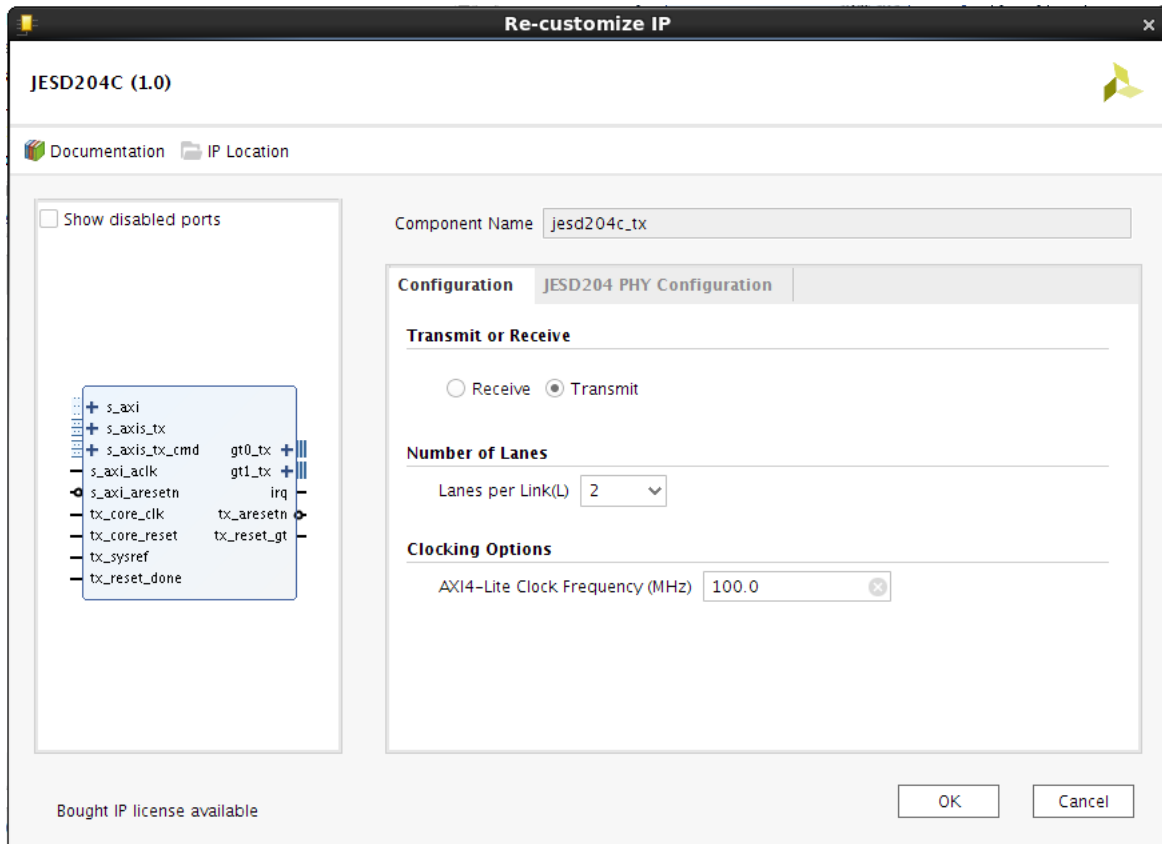 Re-customize IP
JESD204C (1.0)
Documentation IP Location
Show disabled ports
Component Name jesd204c_tx
Configuration JESD204 PHY Configuration
Transmit or Receive
Receive Transmit
Number of Lanes
Lanes per Link(L) 2
Clocking Options
AXI4-Lite Clock Frequency (MHz) 100.0
s_axi
s_axis_tx
s_axis_tx_cmd gt0_tx
s_axi_aclk gt1_tx
s_axi_aresetn irq
tx_core_clk tx_aresetn
tx_core_reset tx_reset_gt
tx_sysref
tx_reset_done
Bought IP license available
OK Cancel